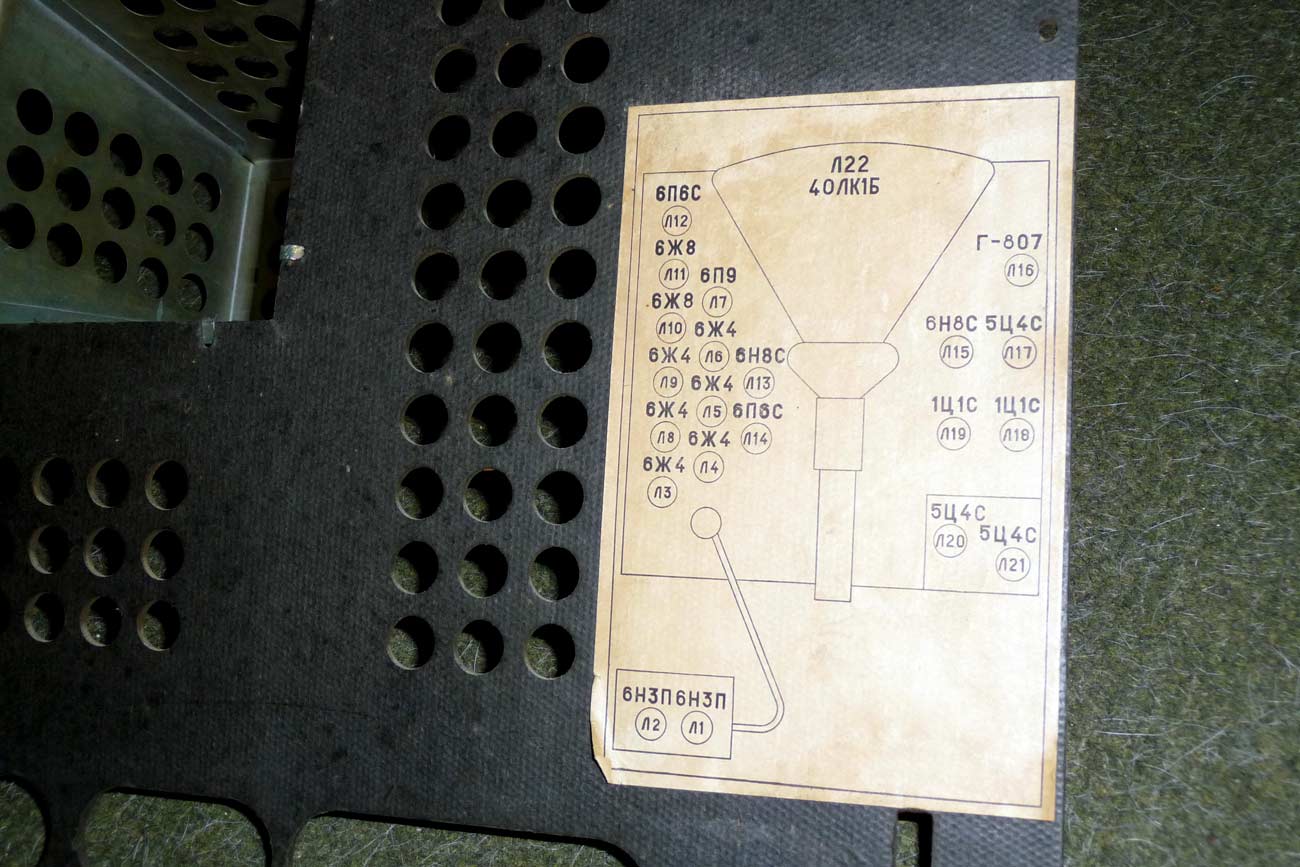 Л22
40ЛК1Б
6П6С
Л12
6Ж8
Л11
6П9
Л7
6Ж8
Л10
6Ж4
Л6
6Н8С
Л13
6Ж4
Л9
6Ж4
Л5
6П6С
Л14
6Ж4
Л8
6Ж4
Л4
6Ж4
Л3
Г-807
Л16
6Н8С 5Ц4С
Л15 Л17
1Ц1С 1Ц1С
Л19 Л18
5Ц4С
Л20
5Ц4С
Л21
6Н3П 6Н3П
Л2 Л1